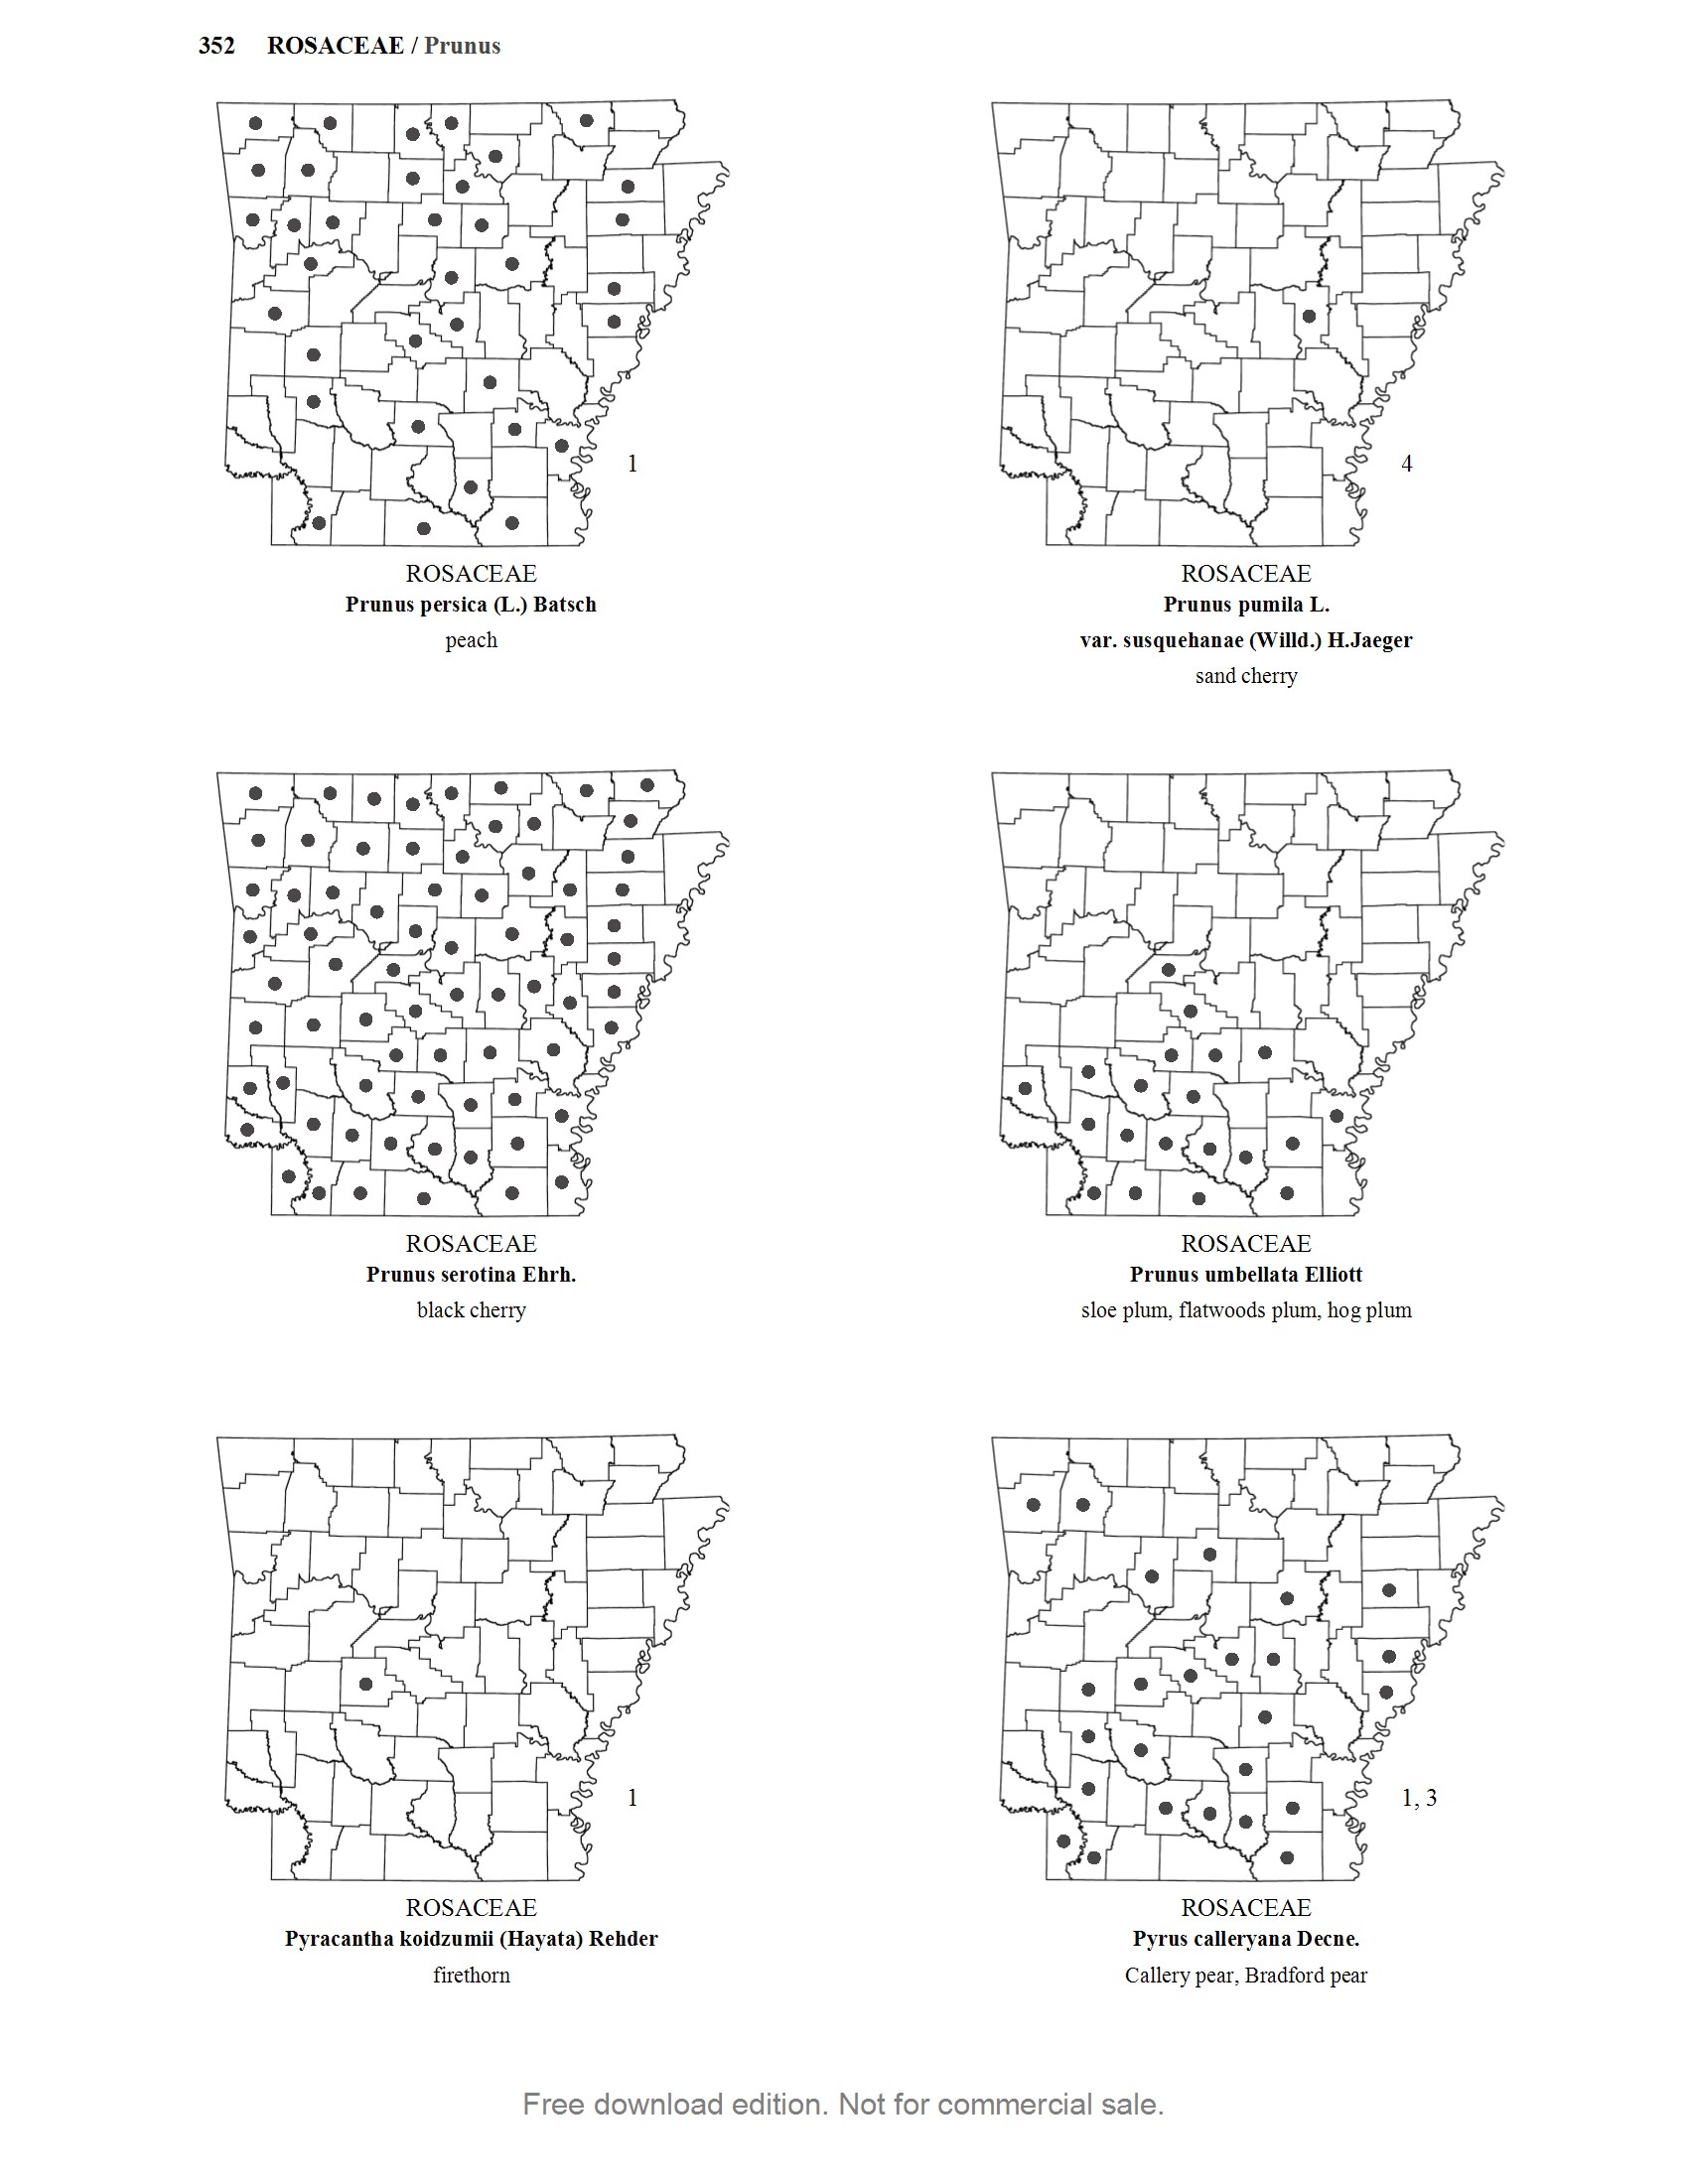 352 ROSACEAE / Prunus
1
ROSACEAE
Prunus persica (L.) Batsch
peach
4
ROSACEAE
Prunus pumila L.
var. susquehanae (Willd.) H.Jaeger
sand cherry
ROSACEAE
Prunus serotina Ehrh.
black cherry
ROSACEAE
Prunus umbellata Elliott
sloe plum, flatwoods plum, hog plum
1
ROSACEAE
Pyracantha koidzumii (Hayata) Rehder
firethorn
1, 3
ROSACEAE
Pyrus calleryana Decne.
Callery pear, Bradford pear
Free download edition. Not for commercial sale.